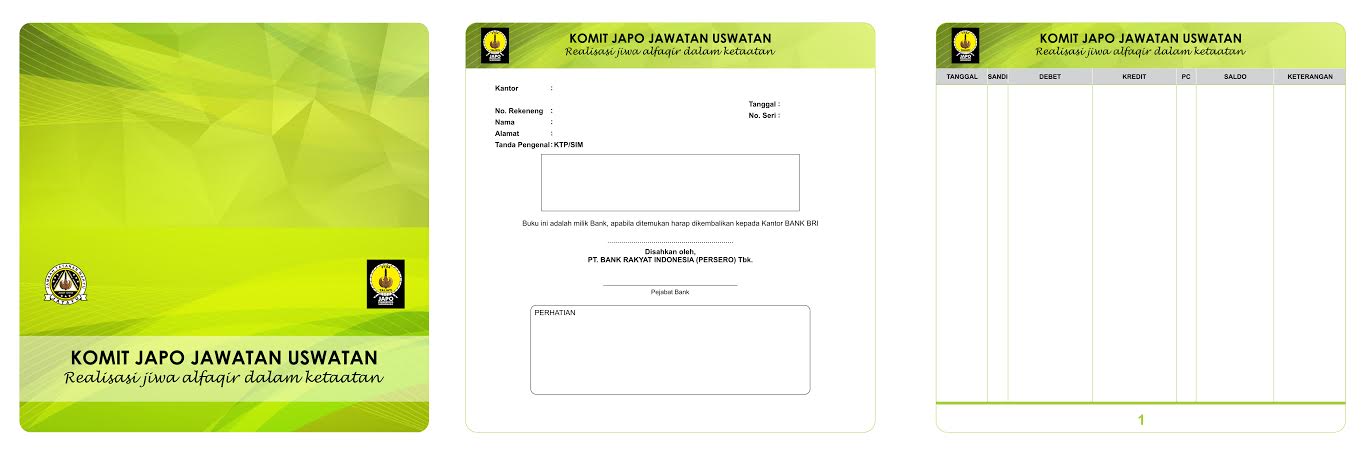 KOMIT JAPO JAWATAN USWATAN
Realisasi jiwa alfaqir dalam ketaatan
JAPO
KOMIT JAPO JAWATAN USWATAN
Realisasi jiwa alfaqir dalam ketaatan
Kantor :
No. Rekeneng :
Nama :
Alamat :
Tanda Pengenal: KTP/SIM
Tanggal :
No. Seri :
Buku ini adalah milik Bank, apabila ditemukan harap dikembalikan kepada Kantor BANK BRI
Disahkan oleh,
PT. BANK RAKYAT INDONESIA (PERSERO) Tbk.
Pejabat Bank
PERHATIAN
JAPO
KOMIT JAPO JAWATAN USWATAN
Realisasi jiwa alfaqir dalam ketaatan
TANGGAL SANDI DEBET KREDIT PC SALDO KETERANGAN
1